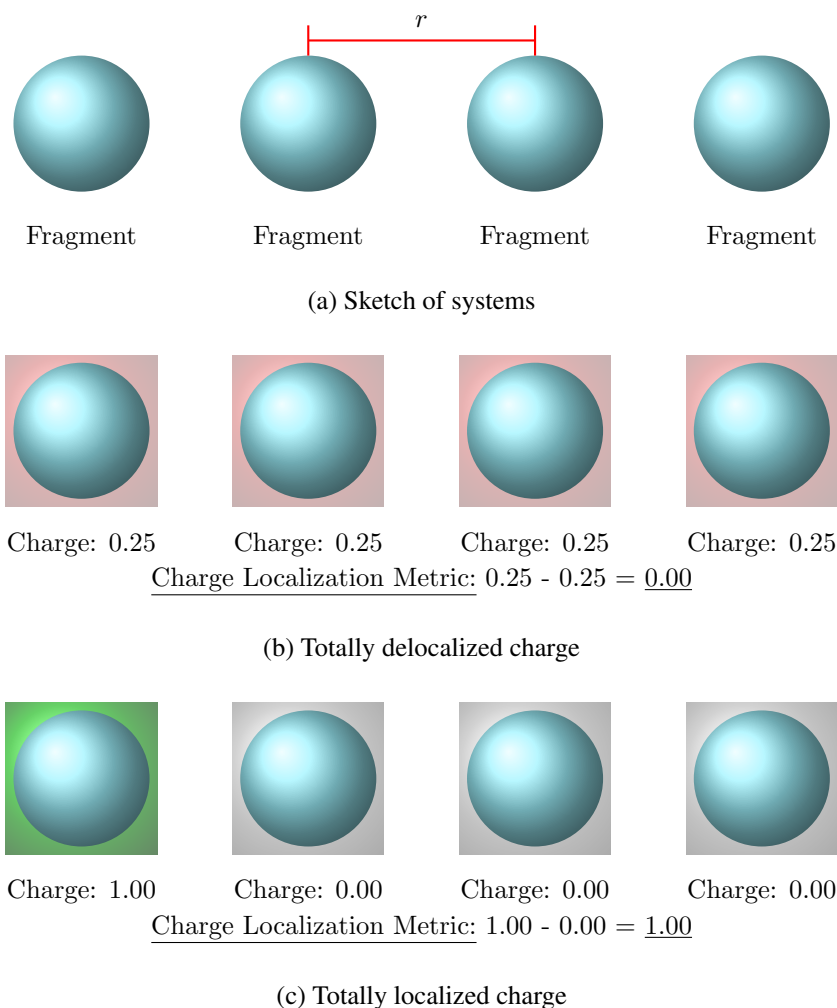 r
Fragment Fragment Fragment Fragment
(a) Sketch of systems
Charge: 0.25 Charge: 0.25 Charge: 0.25 Charge: 0.25
Charge Localization Metric: 0.25 - 0.25 = 0.00
(b) Totally delocalized charge
Charge: 1.00 Charge: 0.00 Charge: 0.00 Charge: 0.00
Charge Localization Metric: 1.00 - 0.00 = 1.00
(c) Totally localized charge